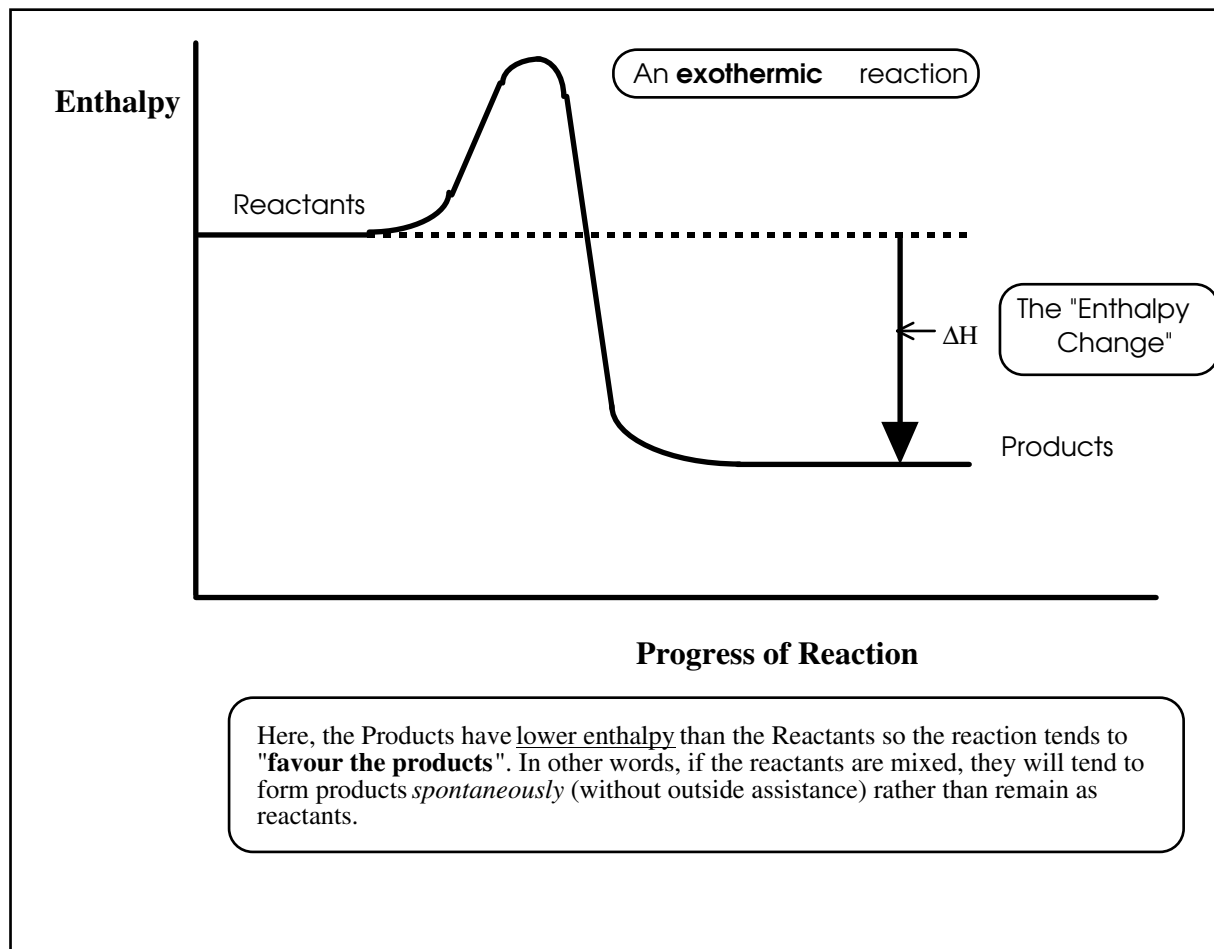 An exothermic reaction
Enthalpy
Reactants
The "Enthalpy
Change"
ΔH
Products
Progress of Reaction
Here, the Products have lower enthalpy than the Reactants so the reaction tends to
"favour the products". In other words, if the reactants are mixed, they will tend to
form products spontaneously (without outside assistance) rather than remain as
reactants.